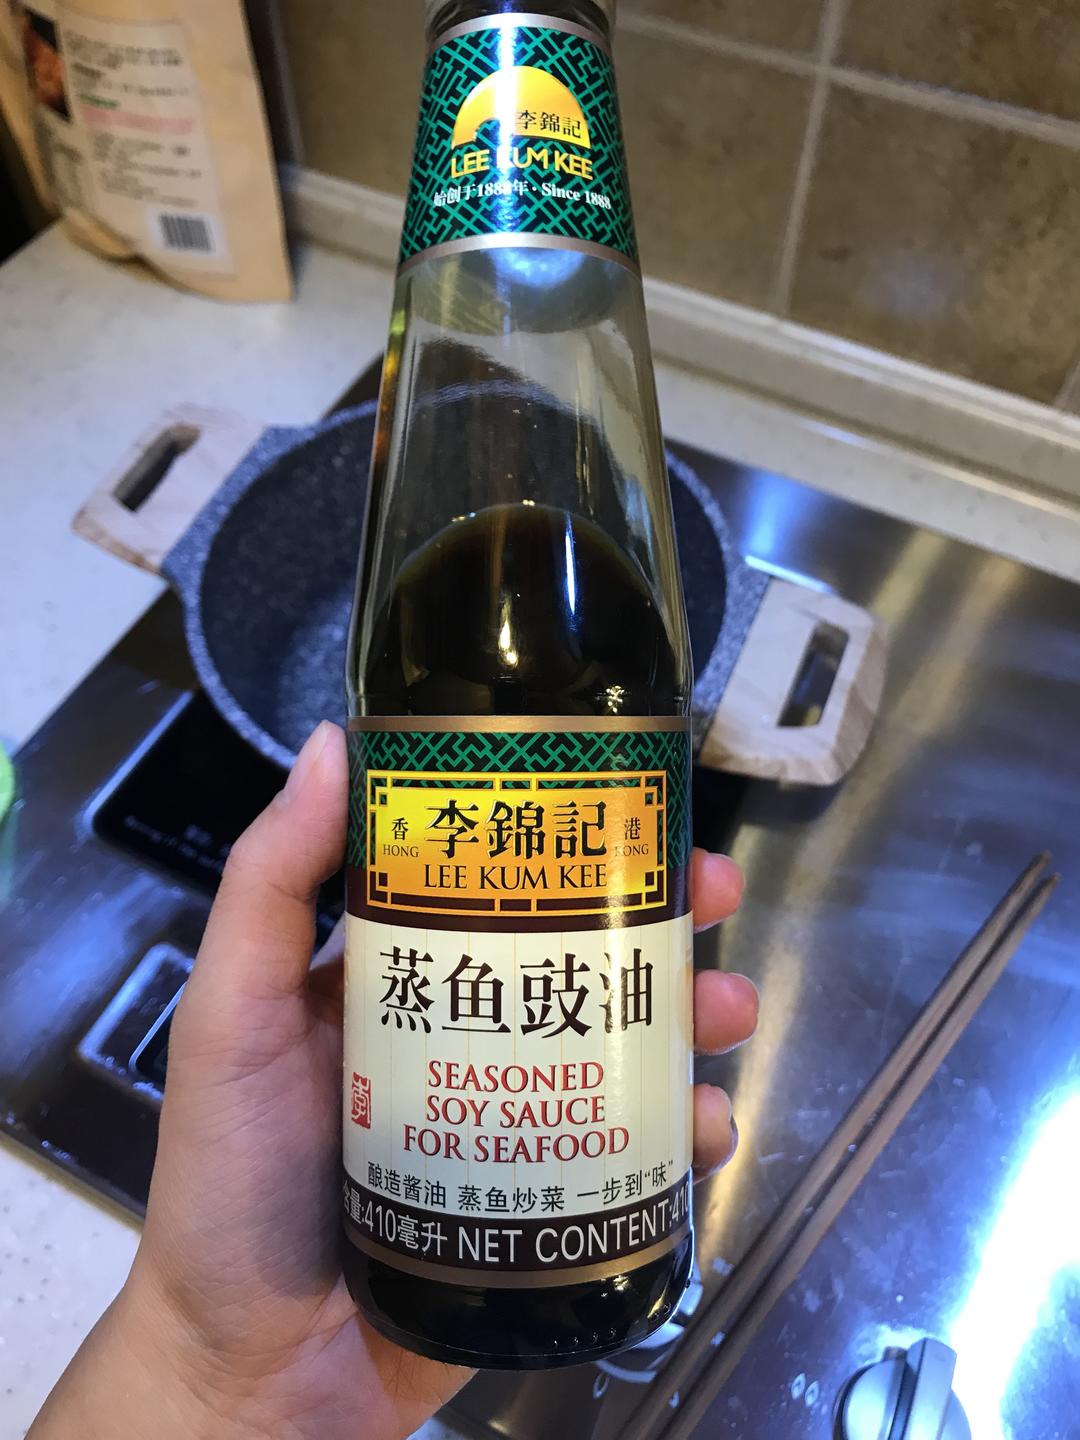 李錦記
LEE KUM KEE
始创于1888年·Since 1888
香 李錦記 港
HONG KONG
LEE KUM KEE
蒸鱼豉油
SEASONED
SOY SAUCE
FOR SEAFOOD
李
酿造酱油 蒸鱼炒菜 一步到“味”
含量:410毫升 NET CONTENT:410